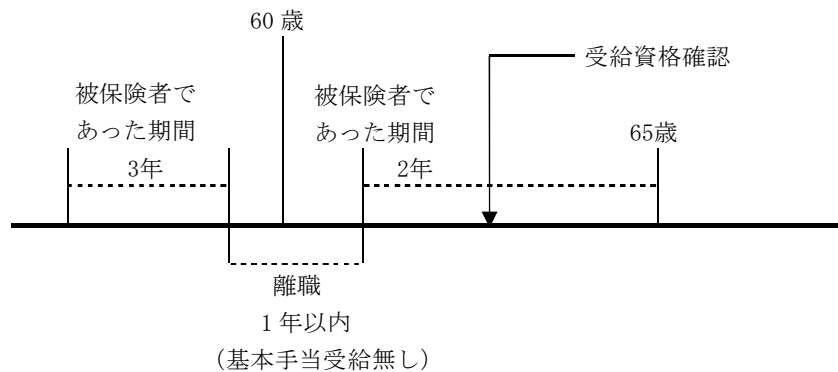 60 歳
受給資格確認
被保険者で
あった期間
3年
被保険者で
あった期間
2年
65歳
離職
1 年以内
（基本手当受給無し）